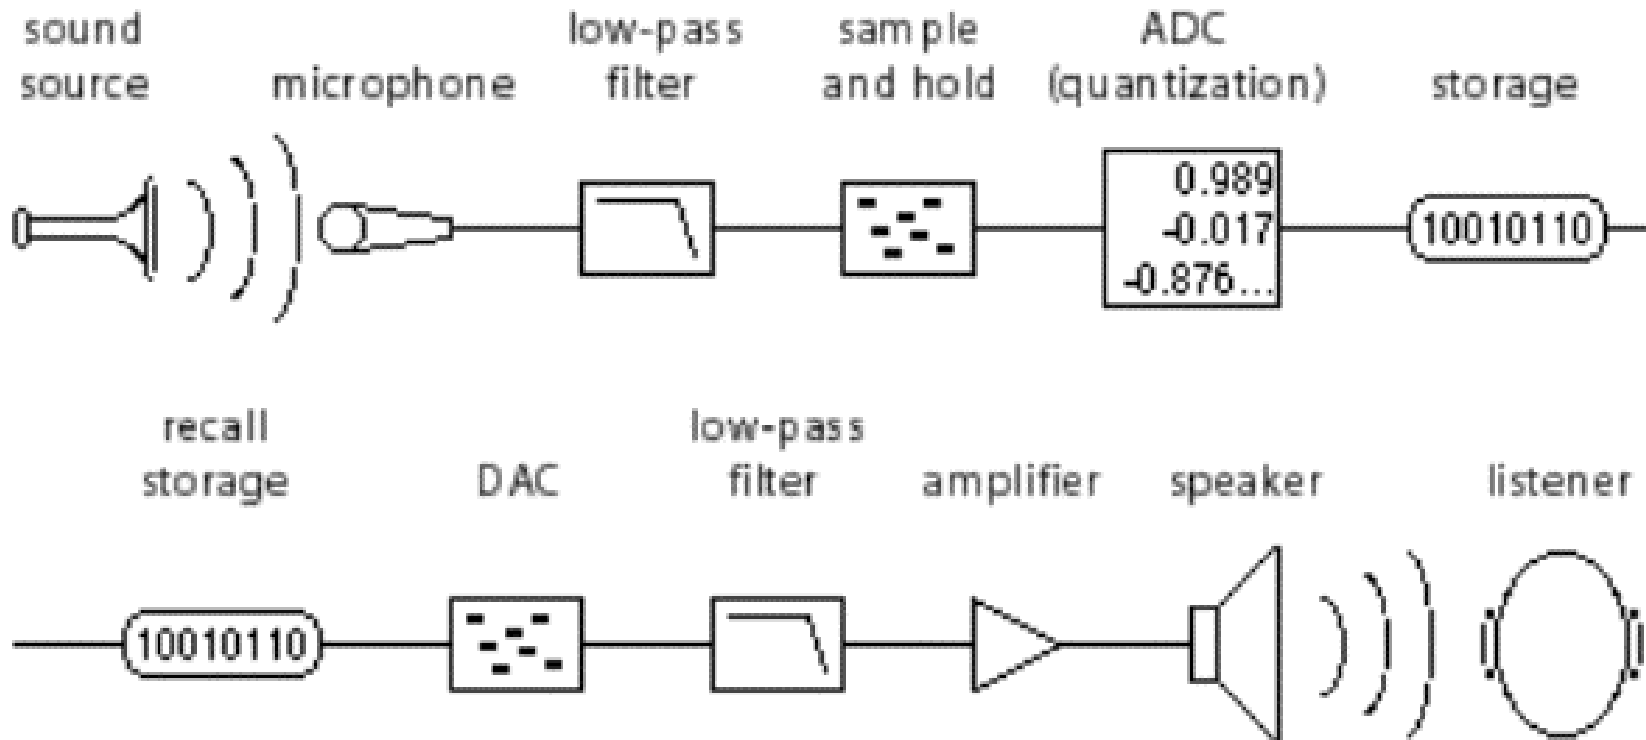 sound source
microphone
low-pass filter
sample and hold
ADC (quantization)
storage
0.989
-0.017
-0.876...
10010110
recall storage
DAC
low-pass filter
amplifier
speaker
listener
10010110